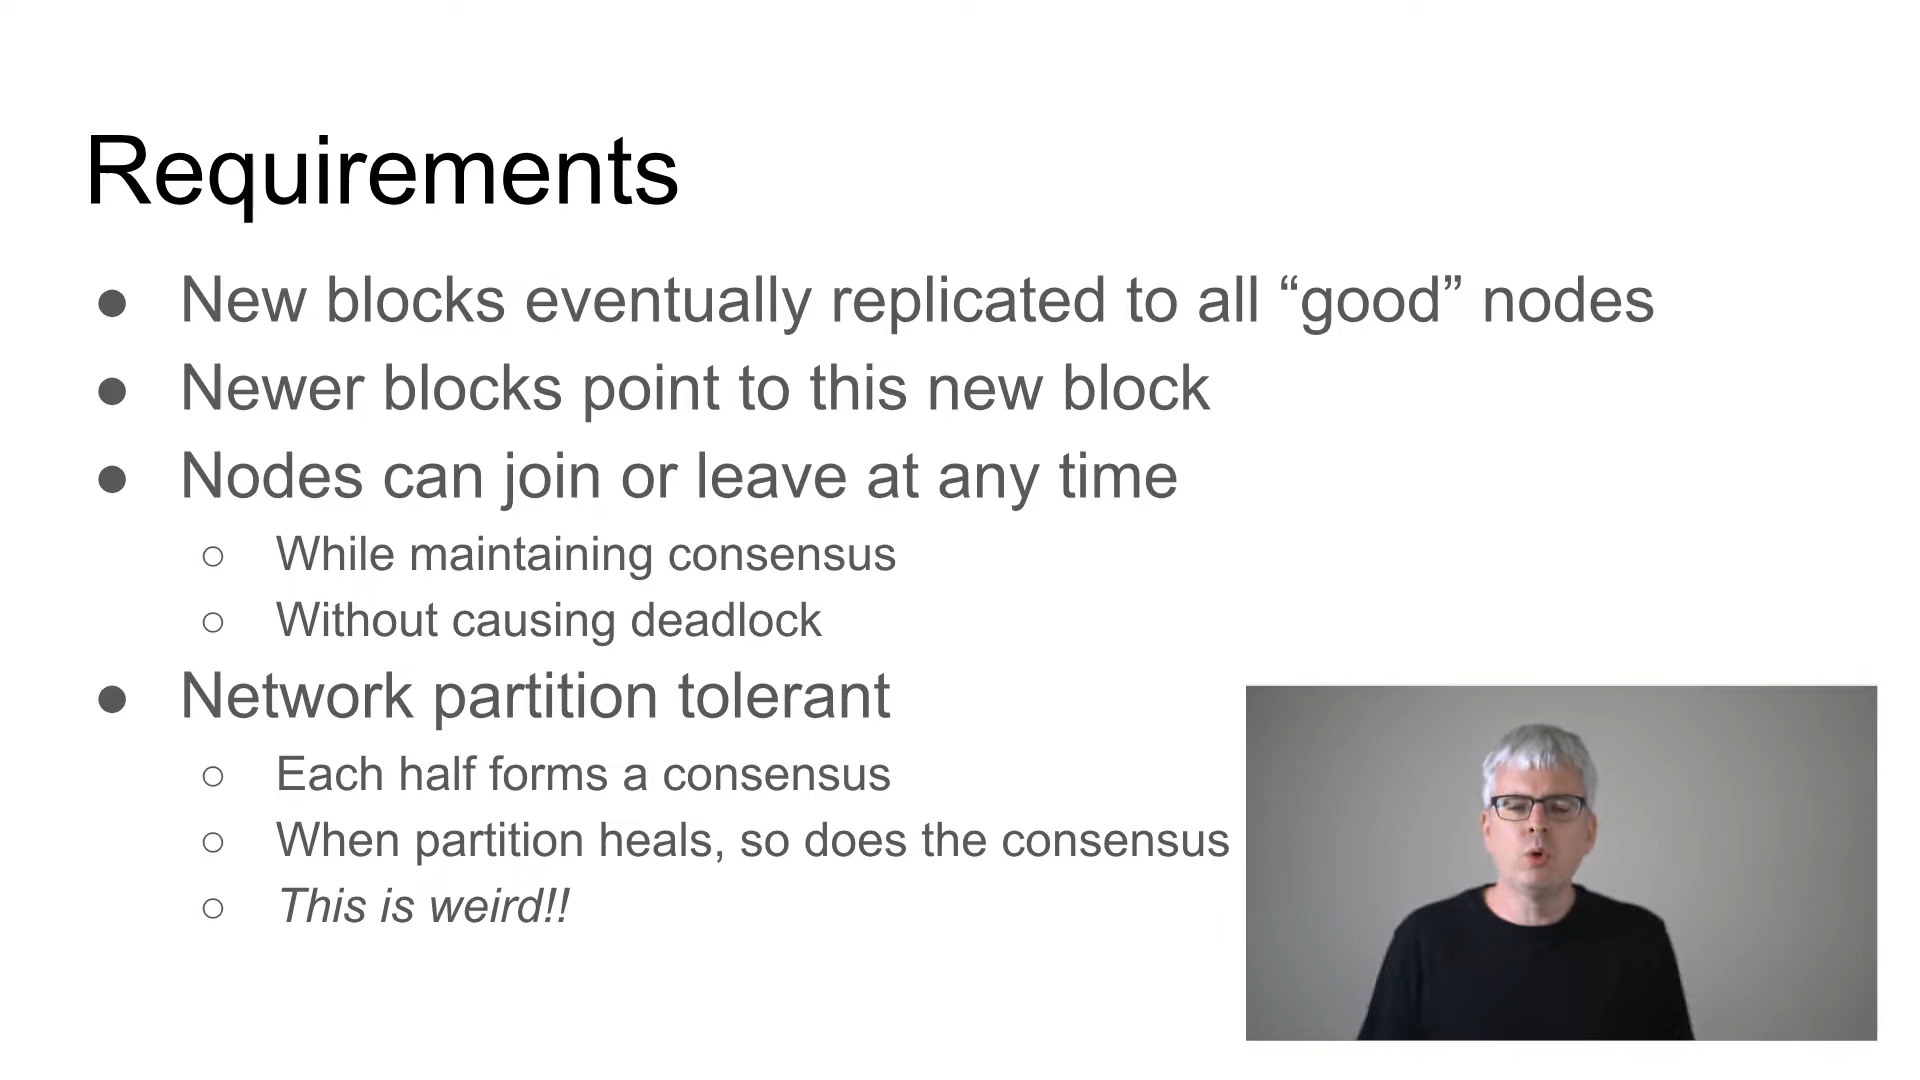 Requirements
● New blocks eventually replicated to all “good” nodes
● Newer blocks point to this new block
● Nodes can join or leave at any time
○ While maintaining consensus
○ Without causing deadlock
● Network partition tolerant
○ Each half forms a consensus
○ When partition heals, so does the consensus
○ This is weird!!